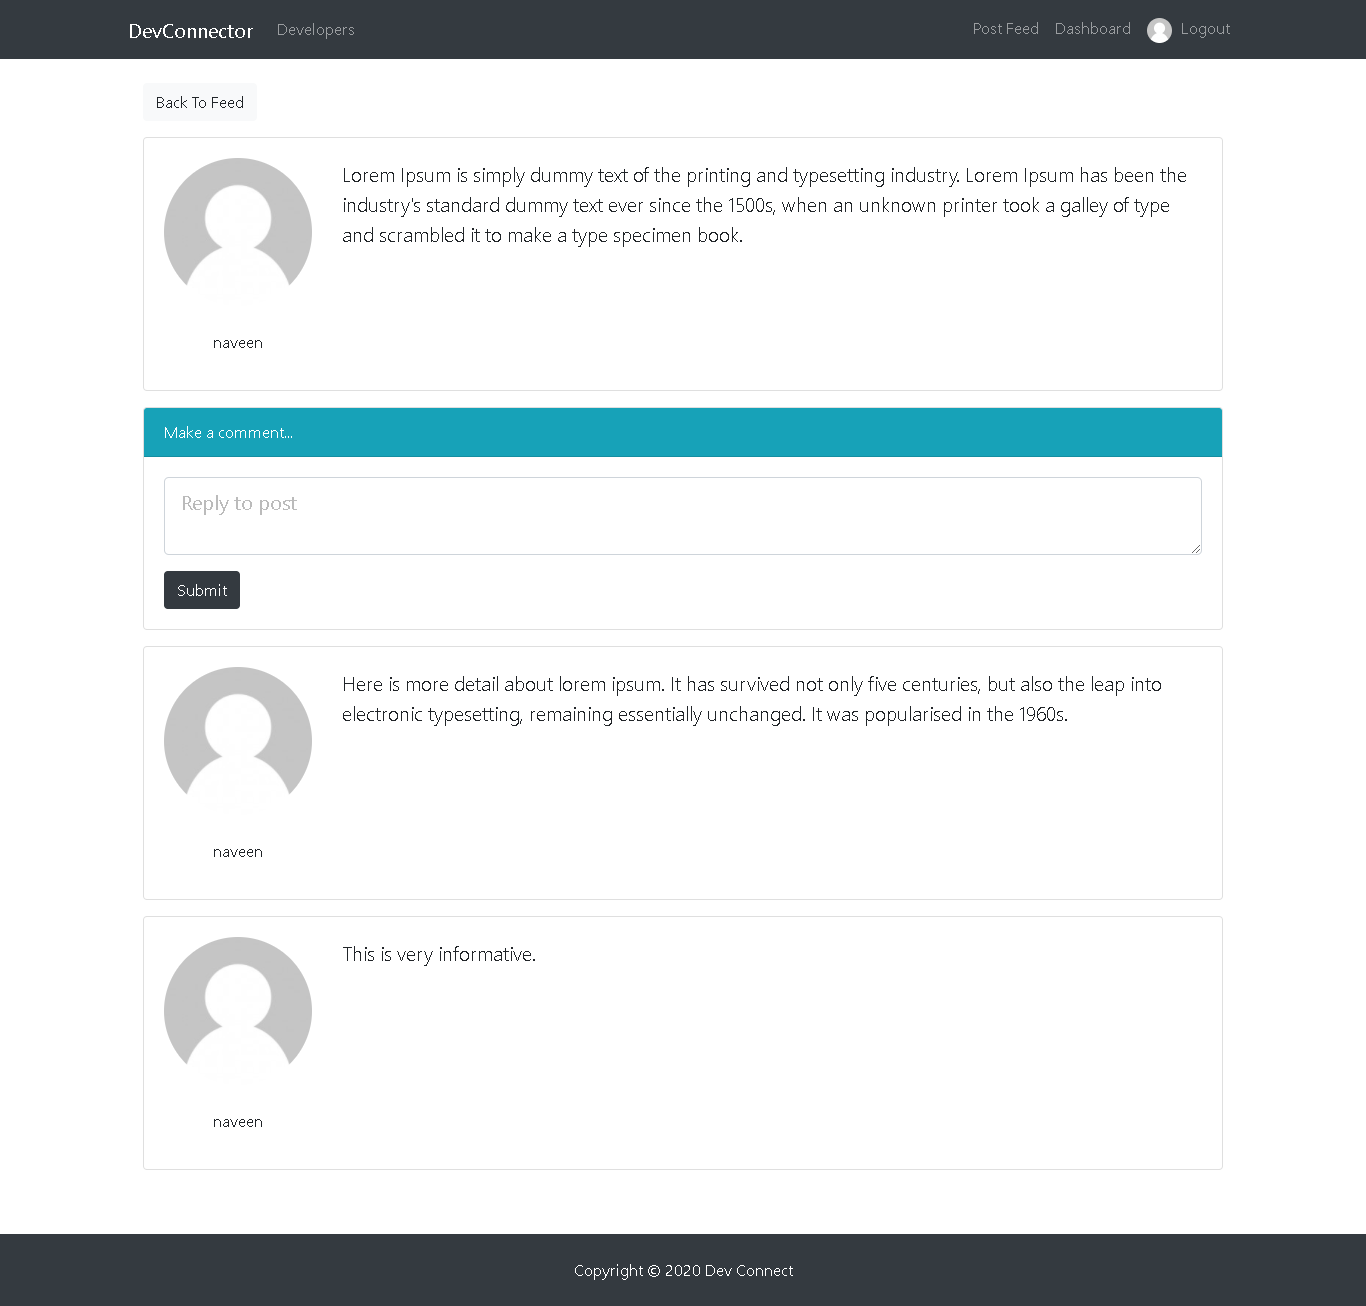 DevConnector Developers Post Feed Dashboard Logout
Back To Feed
Lorem Ipsum is simply dummy text of the printing and typesetting industry. Lorem Ipsum has been the
industry's standard dummy text ever since the 1500s, when an unknown printer took a galley of type
and scrambled it to make a type specimen book.
naveen
Make a comment...
Reply to post
Submit
Here is more detail about lorem ipsum. It has survived not only five centuries, but also the leap into
electronic typesetting, remaining essentially unchanged. It was popularised in the 1960s.
naveen
This is very informative.
naveen
Copyright © 2020 Dev Connect